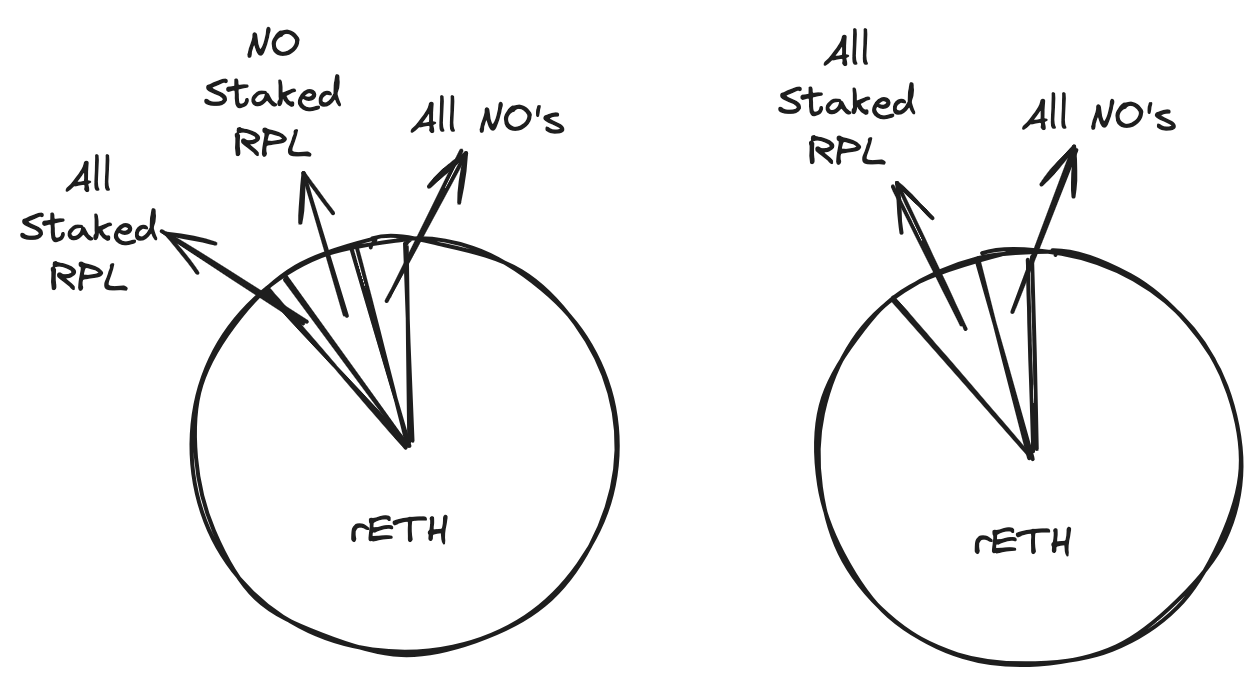 NO
Staked
RPL
All NO's
All
Staked
RPL
rETH
All
Staked
RPL
All NO's
rETH